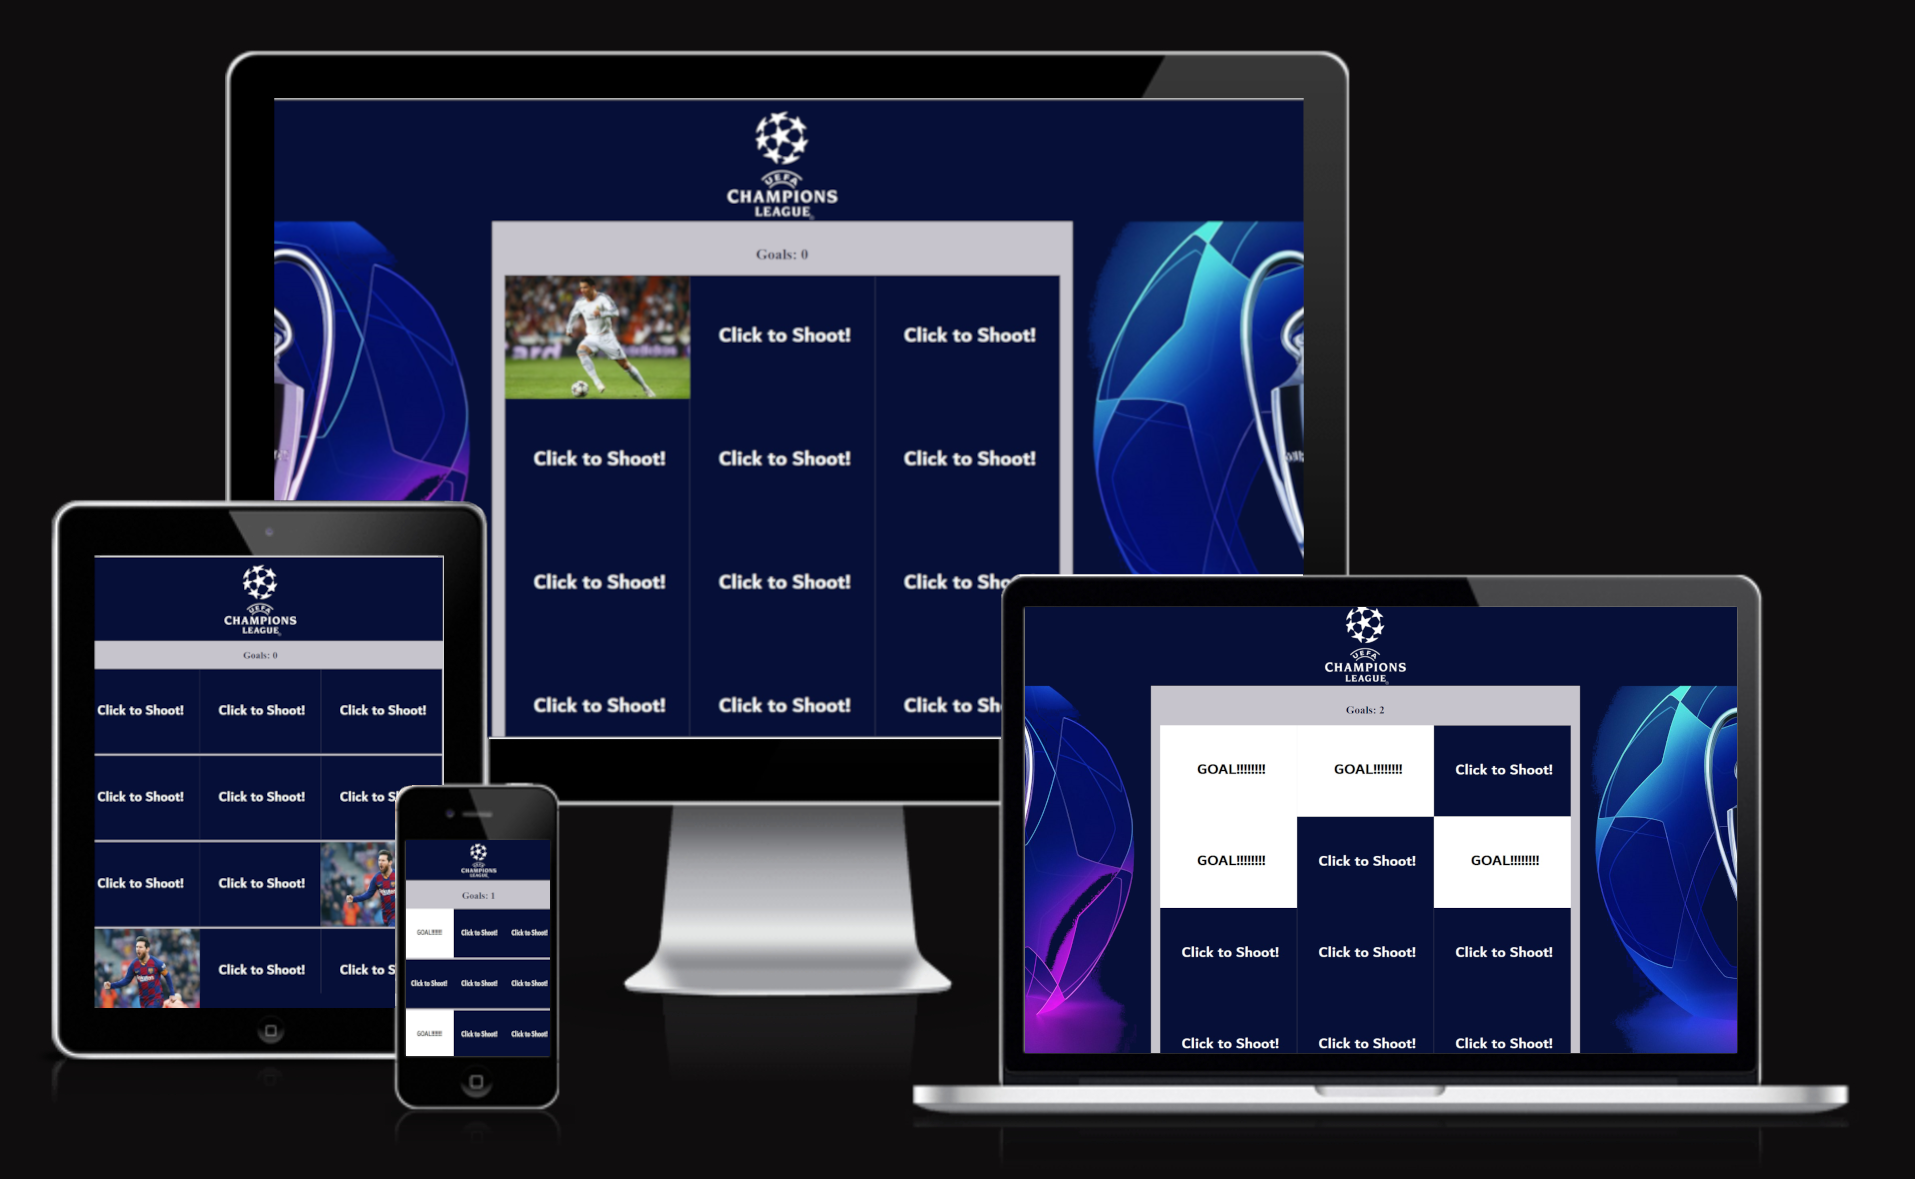 UEFA
CHAMPIONS
LEAGUE
Goals: 0
Click to Shoot! Click to Shoot!
Click to Shoot! Click to Shoot! Click to Shoot!
Click to Shoot! Click to Shoot! Click to Sho
Click to Shoot! Click to Shoot! Click to Sh
UEFA
CHAMPIONS
LEAGUE
Goals: 0
Click to Shoot! Click to Shoot! Click to Shoot!
Click to Shoot! Click to Shoot! Click to S
Click to Shoot! Click to Shoot!
Click to Shoot! Click to S
UEFA
CHAMPIONS
LEAGUE
Goals: 1
GOAL!!!!!!!! Click to Shoot! Click to Shoot!
Click to Shoot! Click to Shoot! Click to Shoot!
GOAL!!!!!!!! Click to Shoot! Click to Shoot!
UEFA
CHAMPIONS
LEAGUE
Goals: 2
GOAL!!!!!!!! GOAL!!!!!!!! Click to Shoot!
GOAL!!!!!!!! Click to Shoot! GOAL!!!!!!!!
Click to Shoot! Click to Shoot! Click to Shoot!
Click to Shoot! Click to Shoot! Click to Shoot!